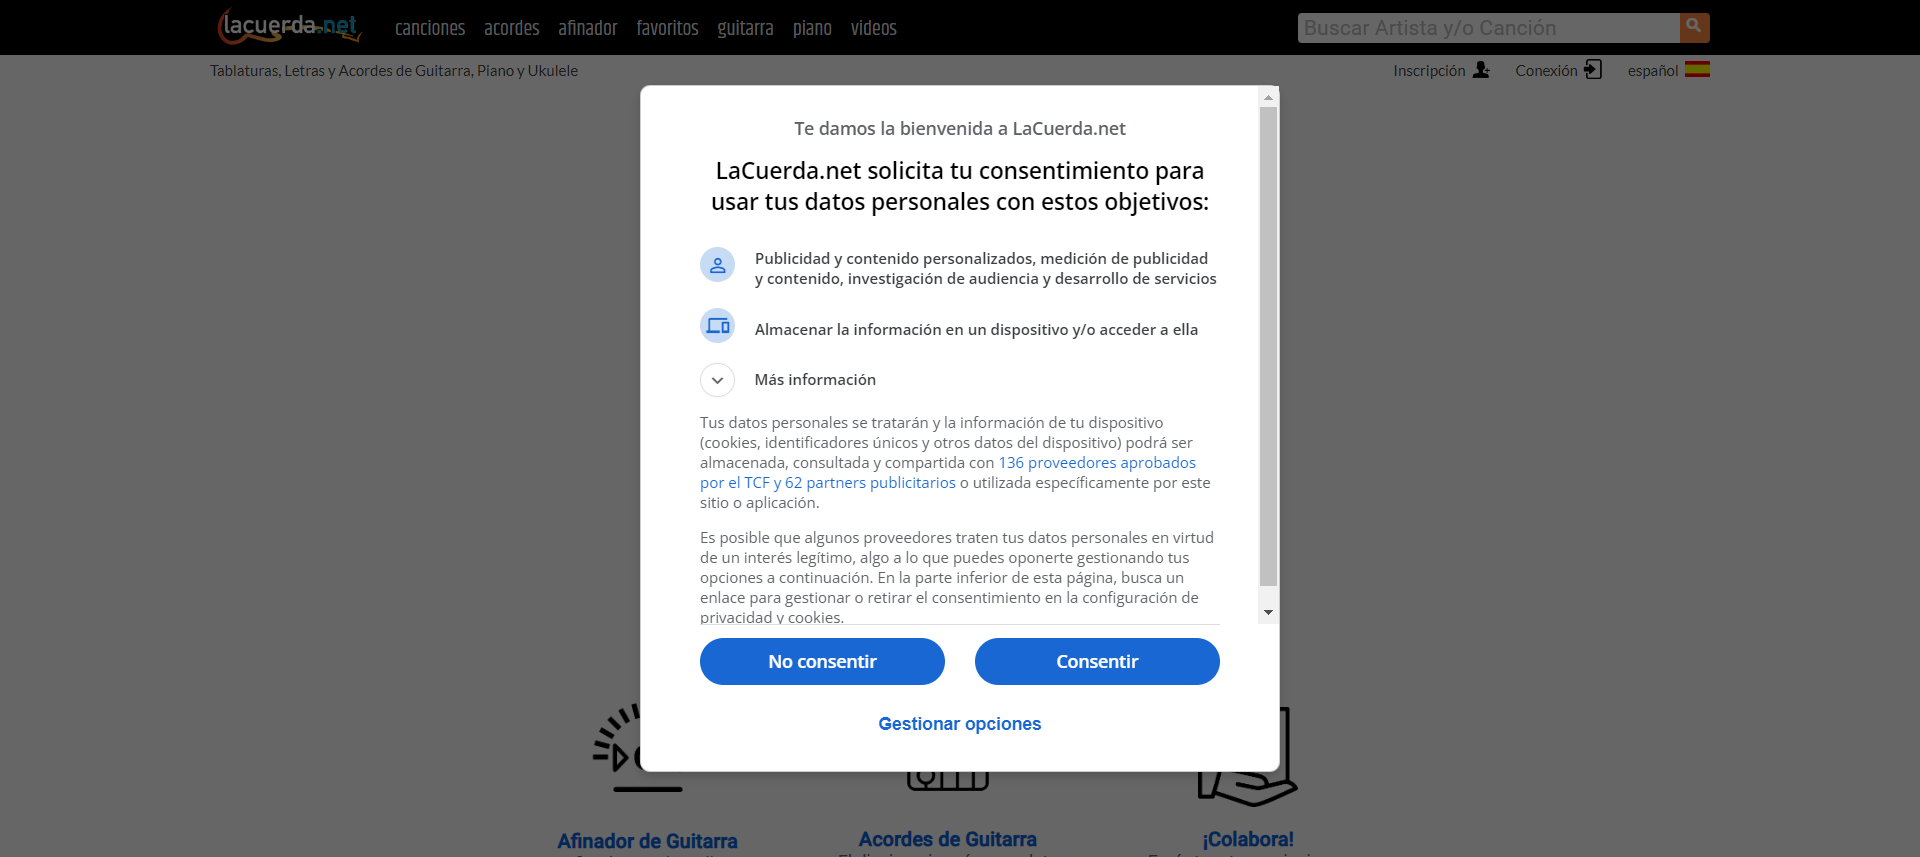 lacuerda.net
canciones acordes afinador favoritos guitarra piano videos
Buscar Artista y/o Canción
Tablaturas, Letras y Acordes de Guitarra, Piano y Ukulele
Inscripción Conexión español
Te damos la bienvenida a LaCuerda.net
LaCuerda.net solicita tu consentimiento para
usar tus datos personales con estos objetivos:
Publicidad y contenido personalizados, medición de publicidad
y contenido, investigación de audiencia y desarrollo de servicios
Almacenar la información en un dispositivo y/o acceder a ella
Más información
Tus datos personales se tratarán y la información de tu dispositivo
(cookies, identificadores únicos y otros datos del dispositivo) podrá ser
almacenada, consultada y compartida con 136 proveedores aprobados
por el TCF y 62 partners publicitarios o utilizada específicamente por este
sitio o aplicación.
Es posible que algunos proveedores traten tus datos personales en virtud
de un interés legítimo, algo a lo que puedes oponerte gestionando tus
opciones a continuación. En la parte inferior de esta página, busca un
enlace para gestionar o retirar el consentimiento en la configuración de
privacidad y cookies.
No consentir Consentir
Gestionar opciones
Afinador de Guitarra Acordes de Guitarra ¡Colabora!